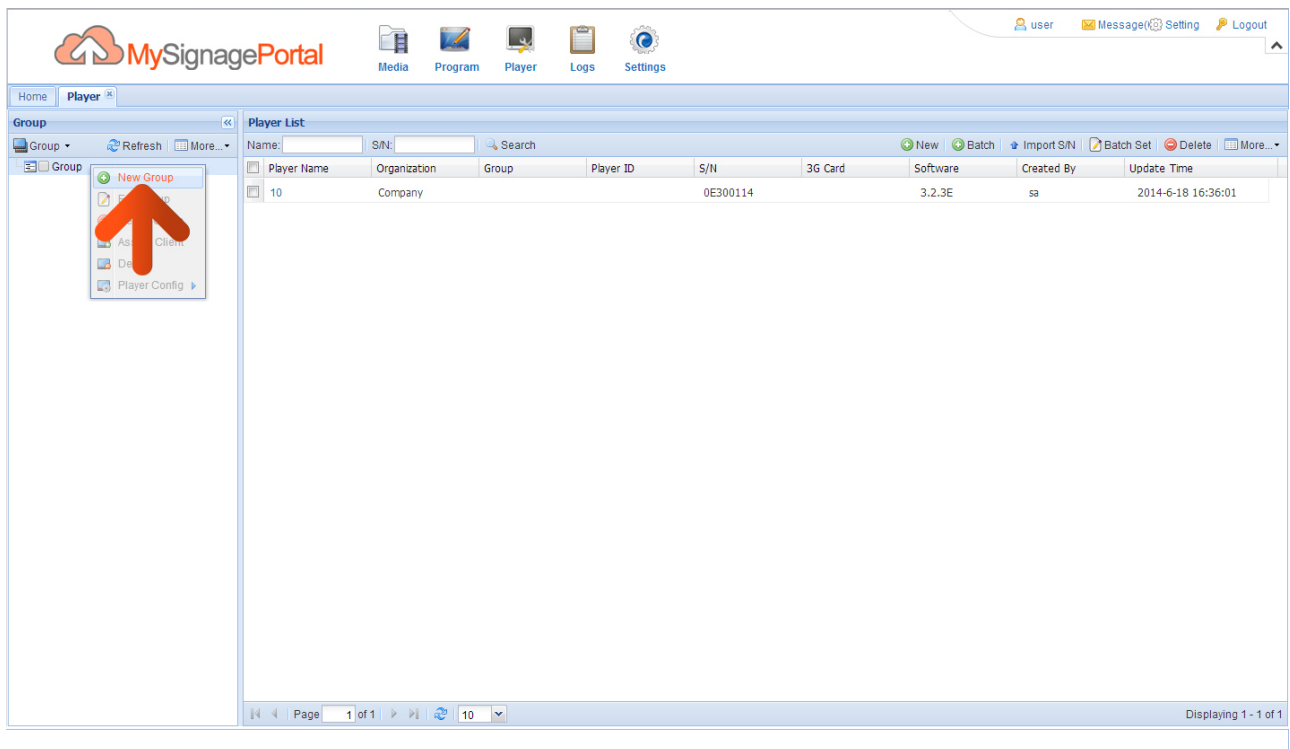 user Message( Setting Logout
MySignagePortal
Media Program Player Logs Settings
Home Player
Group
Group Refresh More...
Group
New Group
Client
Player Config
Player List
Name: S/N: Search New Batch Import S/N Batch Set Delete More...
Player Name Organization Group Player ID S/N 3G Card Software Created By Update Time
10 Company 0E300114 3.2.3E sa 2014-6-18 16:36:01
Page 1 of 1 10 Displaying 1 - 1 of 1